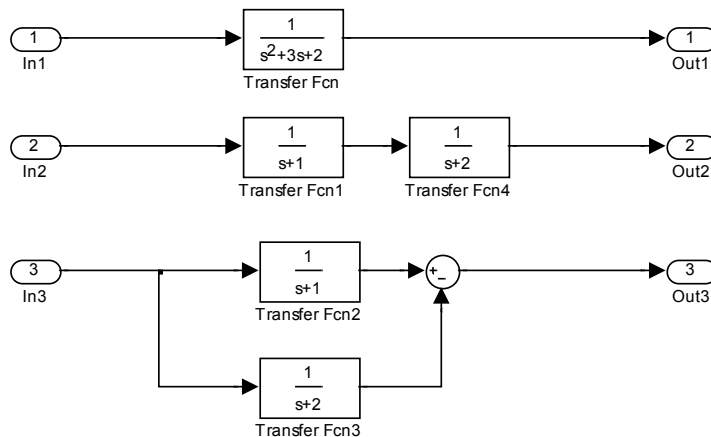 1
In1
1
s²+3s+2
Transfer Fcn
1
Out1
2
In2
1
s+1
Transfer Fcn1
1
s+2
Transfer Fcn4
2
Out2
3
In3
1
s+1
Transfer Fcn2
+
−
3
Out3
1
s+2
Transfer Fcn3